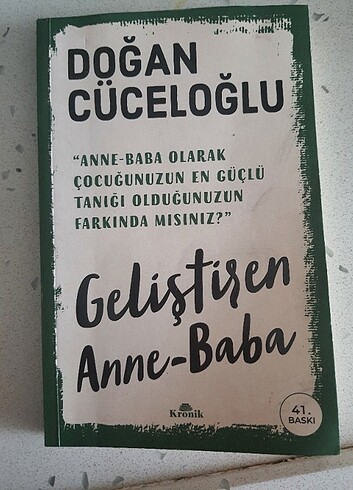 DOĞAN
CÜCELOĞLU
"ANNE-BABA OLARAK
ÇOCUĞUNUZUN EN GÜÇLÜ
TANIĞI OLDUĞUNUZUN
FARKINDA MISINIZ?"
Geliştiren
Anne-Baba
Kronik
41.
BASKI